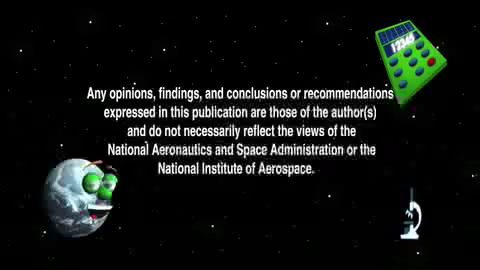 12345
Any opinions, findings, and conclusions or recommendations
expressed in this publication are those of the author(s)
and do not necessarily reflect the views of the
National Aeronautics and Space Administration or the
National Institute of Aerospace.